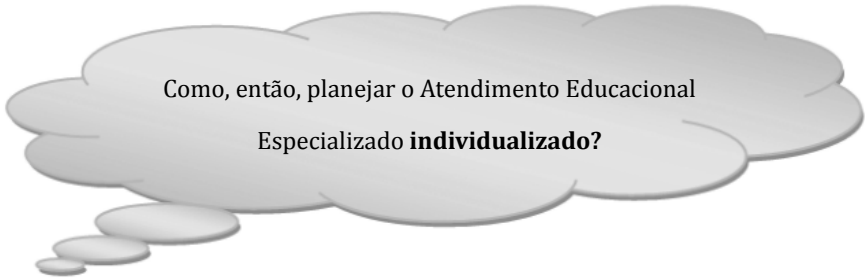 Como, então, planejar o Atendimento Educacional
Especializado individualizado?